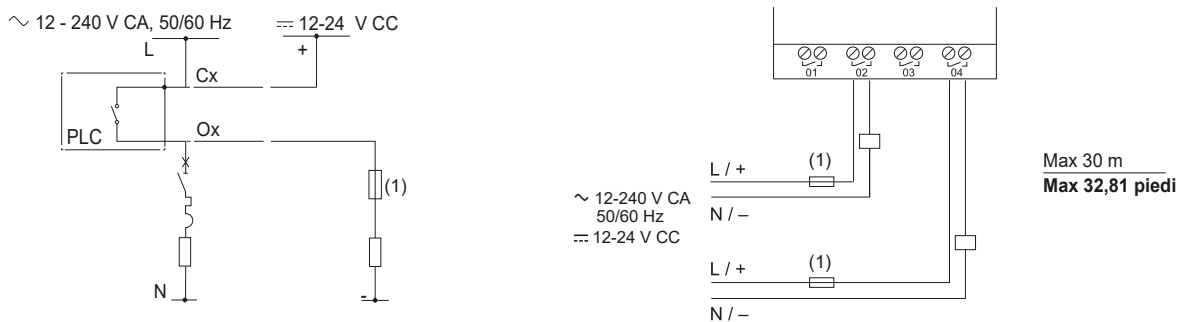 ~ 12 - 240 V CA, 50/60 Hz
12-24 V CC
L
+
Cx
PLC
Ox
(1)
N
-
01 02 03 04
L / +
(1)
~ 12-240 V CA
50/60 Hz
12-24 V CC
N / –
L / +
(1)
N / –
Max 30 m
Max 32,81 piedi